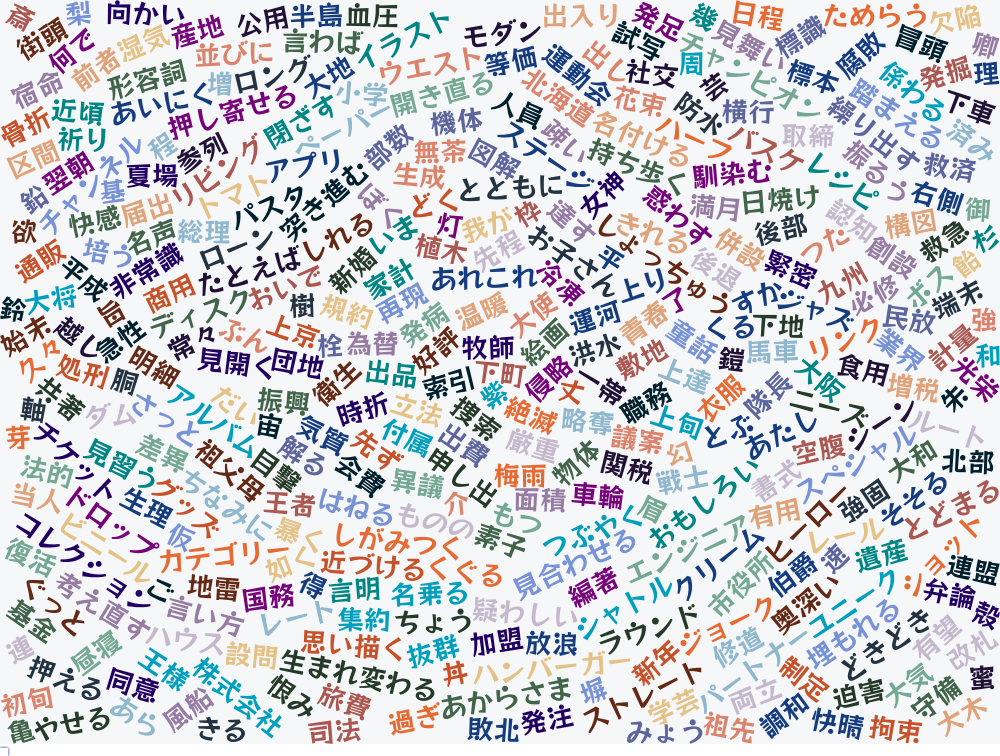 斎
梨
向かい
公用
半島
血圧
モダン
出入り
発足
幾
日程
ためらう
欠陥
街頭
何で
産地
湿気
前者
並びに
言わば
イラスト
試写
チャンピオン
見舞い
標識
冒頭
卿
宿命
形容詞
増
ロング
大地
ウエスト
等価
運動会
出し
社交
周
標本
腐敗
係わる
発掘
理
骨折
近頃
あいにく
押し寄せる
小学
開き直る
人員
北海道
花束
防水
横行
踏まえる
下車
区間
祈り
程
閉ざす
ペーパー
機体
疎い
名付ける
ハーフ
バスケ
取締
繰り出す
済み
翌朝
チャンネル
参列
部数
無茶
図解
ステージ
持ち歩く
レシピ
振るう
救済
鉛
基
夏場
リビング
アプリ
生成
とともに
女神
馴染む
右側
御
欲
快感
届出
トマト
パスタ
突き進む
どく
灯
我が
枠
達す
惑わす
満月
日焼け
認知
構図
杉
通販
培う
名声
総理
ローン
いま
植木
先程
お子さん
平
しょっちゅう
きれる
併設
後部
つた
創設
救急
飴
平成
非常識
たとえば
しれる
新婚
家計
あれこれ
冷凍
上り
後退
緊密
九州
必修
ボス
端末
鈴
大将
缶
商用
ディスク
おいで
樹
規約
再現
発病
温暖
大使
運河
青春
了
すか
ジャズ
民放
強
始末
越し
急性
常々
ぶん
上京
栓
為替
好評
牧師
絵画
洪水
童話
くる
下地
リンク
業界
計量
和
久々
処刑
明細
見開く
団地
衛生
出品
索引
下町
侵略
敷地
上達
鎧
馬車
大阪
食用
増税
朱
光栄
共著
胴
アルバム
だい
振興
時折
立法
紫
丈
一帯
職務
衣服
隊長
ニーズ
軸
ダム
さっと
宙
気質
先ず
付属
捜索
絶滅
略奪
上旬
とぶ
あたし
シーン
ルート
芽
チケット
差異
祖父母
目撃
解る
会費
出費
厳重
議案
幻
空腹
スペシャル
大和
北部
法的
見習う
グッズ
ちなみに
異議
申し出
梅雨
物体
関税
戦士
おもしろい
書式
強固
そそる
当人
ドロップ
生理
王者
はねる
介
面積
車輪
眉
有用
ヒーロー
とどまる
コレクション
ビニール
仮
暴く
ものの
もつ
素子
つぶやく
エンジニア
レール
復活
カテゴリー
しがみつく
見合わせる
クリーム
市役所
速
遺産
ショット
連盟
ぐっと
考え直す
ご
地雷
如く
近づける
くぐる
編著
シャトル
伯爵
ユニーク
弁論
殻
基金
言い方
国務
得
言明
名乗る
疑わしい
ラウンド
ジョーク
奥深い
有望
連
昼寝
ハウス
レート
集約
ちょう
加盟
放浪
新年
修道
埋もれる
どきどき
改札
押える
王様
設問
思い描く
抜群
丼
ハンバーガー
ストレート
パートナー
制定
迫害
大気
蜜
初旬
同意
株式会社
生まれ変わる
恨み
旅費
あからさま
塀
学芸
両立
調和
守備
亀
やせる
あら
風船
きる
司法
過ぎ
敗北
発注
みょう
祖先
快晴
拘束
大木